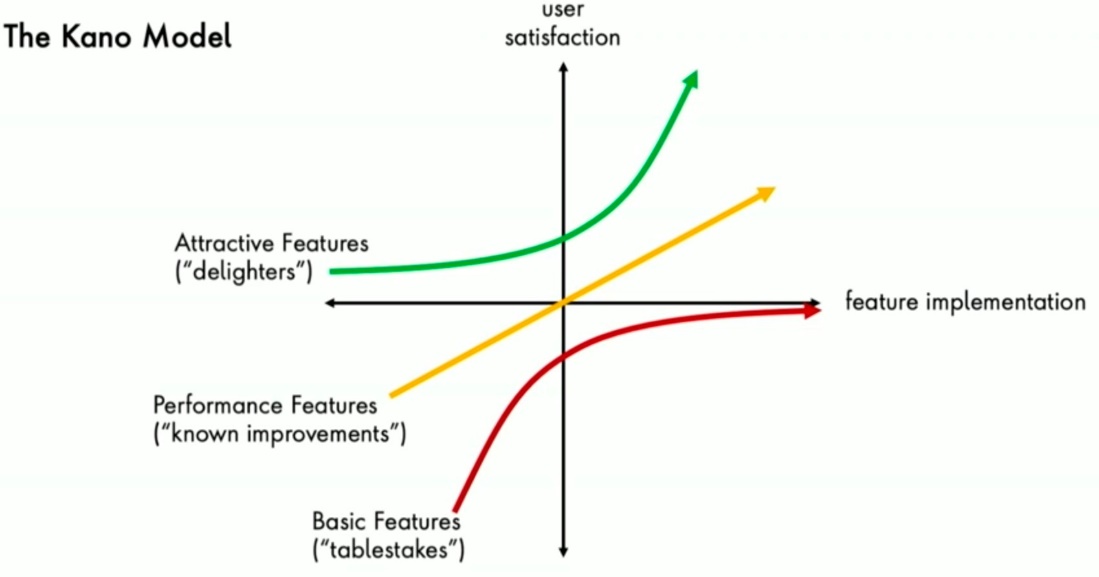 The Kano Model
user
satisfaction
Attractive Features
(“delighters”)
feature implementation
Performance Features
(“known improvements”)
Basic Features
(“tablestakes”)